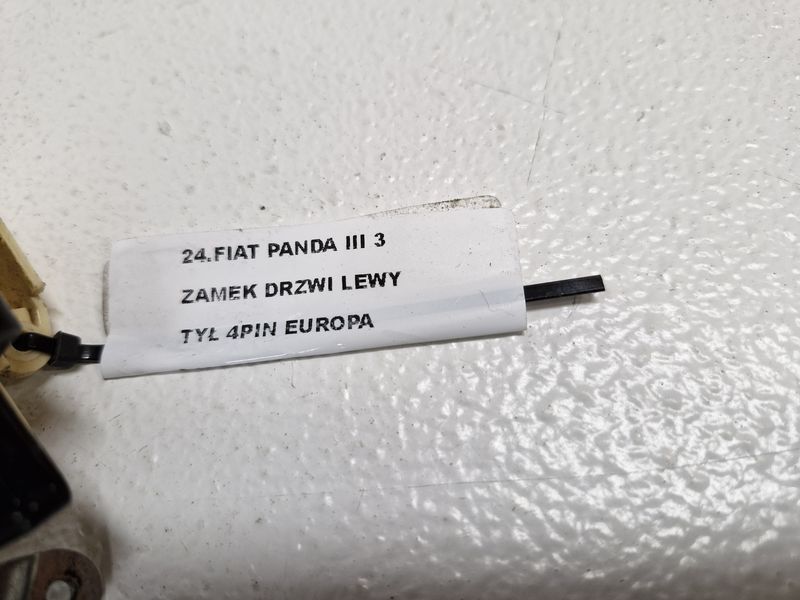 24.FIAT PANDA III 3
ZAMEK DRZWI LEWY
TYŁ 4PIN EUROPA